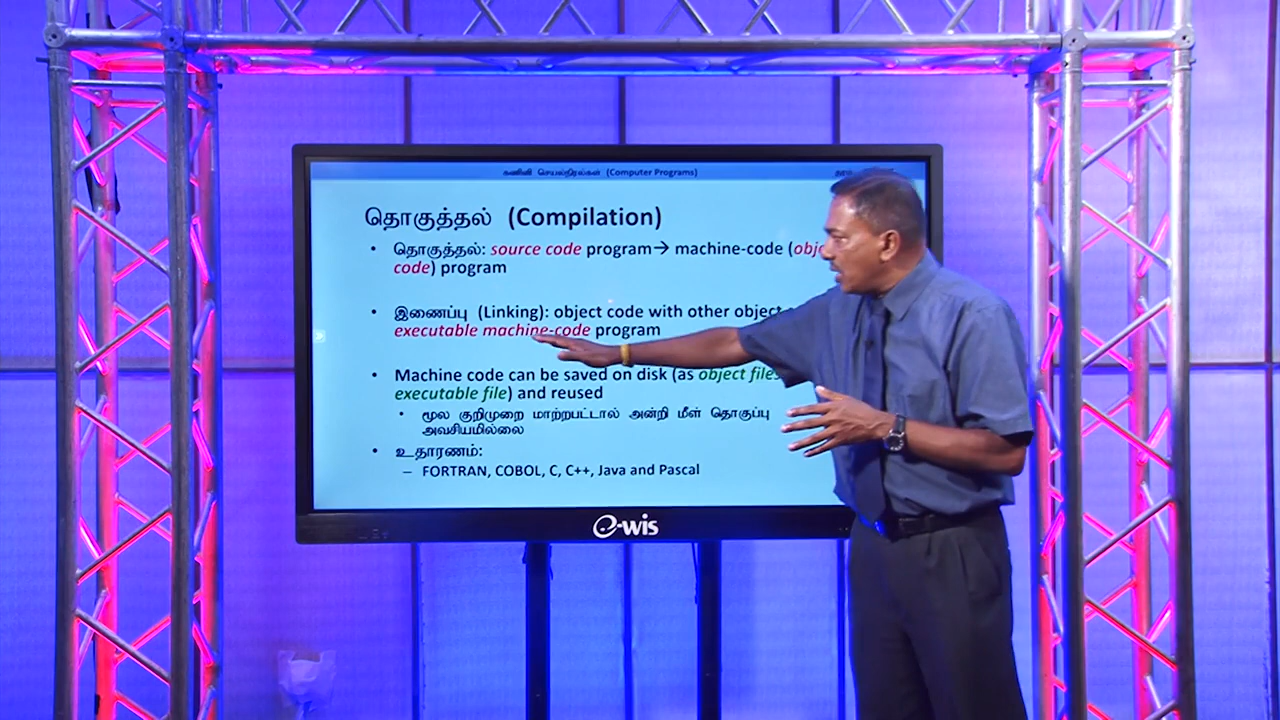 கணினி செயல்நிரல்கள் (Computer Programs)
தொகுத்தல் (Compilation)
• தொகுத்தல்: source code program→ machine-code (
code) program
• இணைப்பு (Linking): object code with other object
executable machine-code program
• Machine code can be saved on disk (as object files
executable file) and reused
• மூல குறிமுறை மாற்றபட்டால் அன்றி மீள் தொகுப்பு
அவசியமில்லை
• உதாரணம்:
– FORTRAN, COBOL, C, C++, Java and Pascal
e-wis